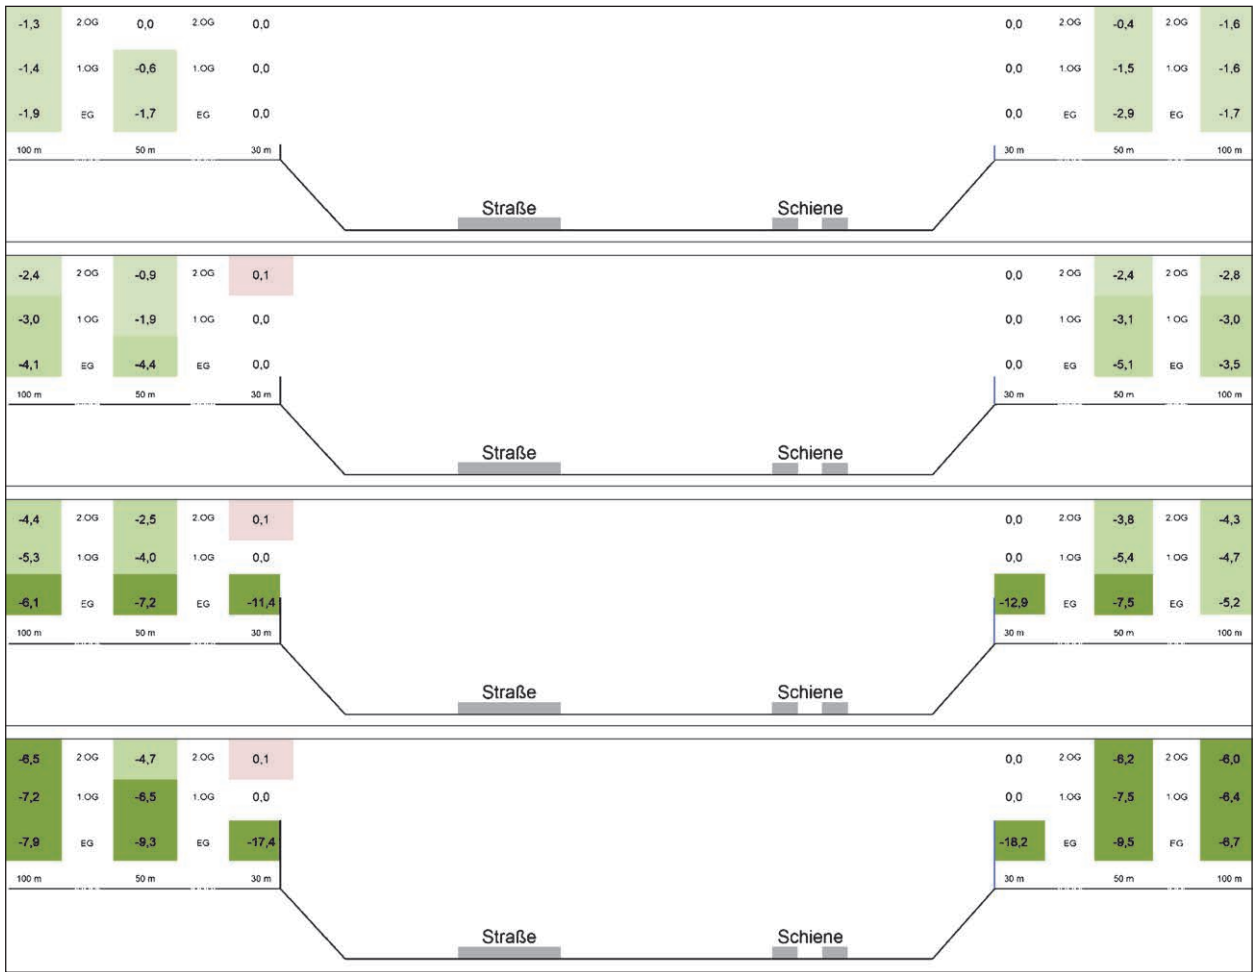 -1,3 2.OG 0,0 2.OG 0,0 0,0 2.OG -0,4 2.OG -1,6
-1,4 1.OG -0,6 1.OG 0,0 0,0 1.OG -1,5 1.OG -1,6
-1,9 EG -1,7 EG 0,0 0,0 EG -2,9 EG -1,7
100 m 50 m 30 m 30 m 50 m 100 m
Straße Schiene
-2,4 2.OG -0,9 2.OG 0,1 0,0 2.OG -2,4 2.OG -2,8
-3,0 1.OG -1,9 1.OG 0,0 0,0 1.OG -3,1 1.OG -3,0
-4,1 EG -4,4 EG 0,0 0,0 EG -5,1 EG -3,5
100 m 50 m 30 m 30 m 50 m 100 m
Straße Schiene
-4,4 2.OG -2,5 2.OG 0,1 0,0 2.OG -3,8 2.OG -4,3
-5,3 1.OG -4,0 1.OG 0,0 0,0 1.OG -5,4 1.OG -4,7
-6,1 EG -7,2 EG -11,4 -12,9 EG -7,5 EG -5,2
100 m 50 m 30 m 30 m 50 m 100 m
Straße Schiene
-6,5 2.OG -4,7 2.OG 0,1 0,0 2.OG -6,2 2.OG -6,0
-7,2 1.OG -6,5 1.OG 0,0 0,0 1.OG -7,5 1.OG -6,4
-7,9 EG -9,3 EG -17,4 -18,2 EG -9,5 EG -6,7
100 m 50 m 30 m 30 m 50 m 100 m
Straße Schiene